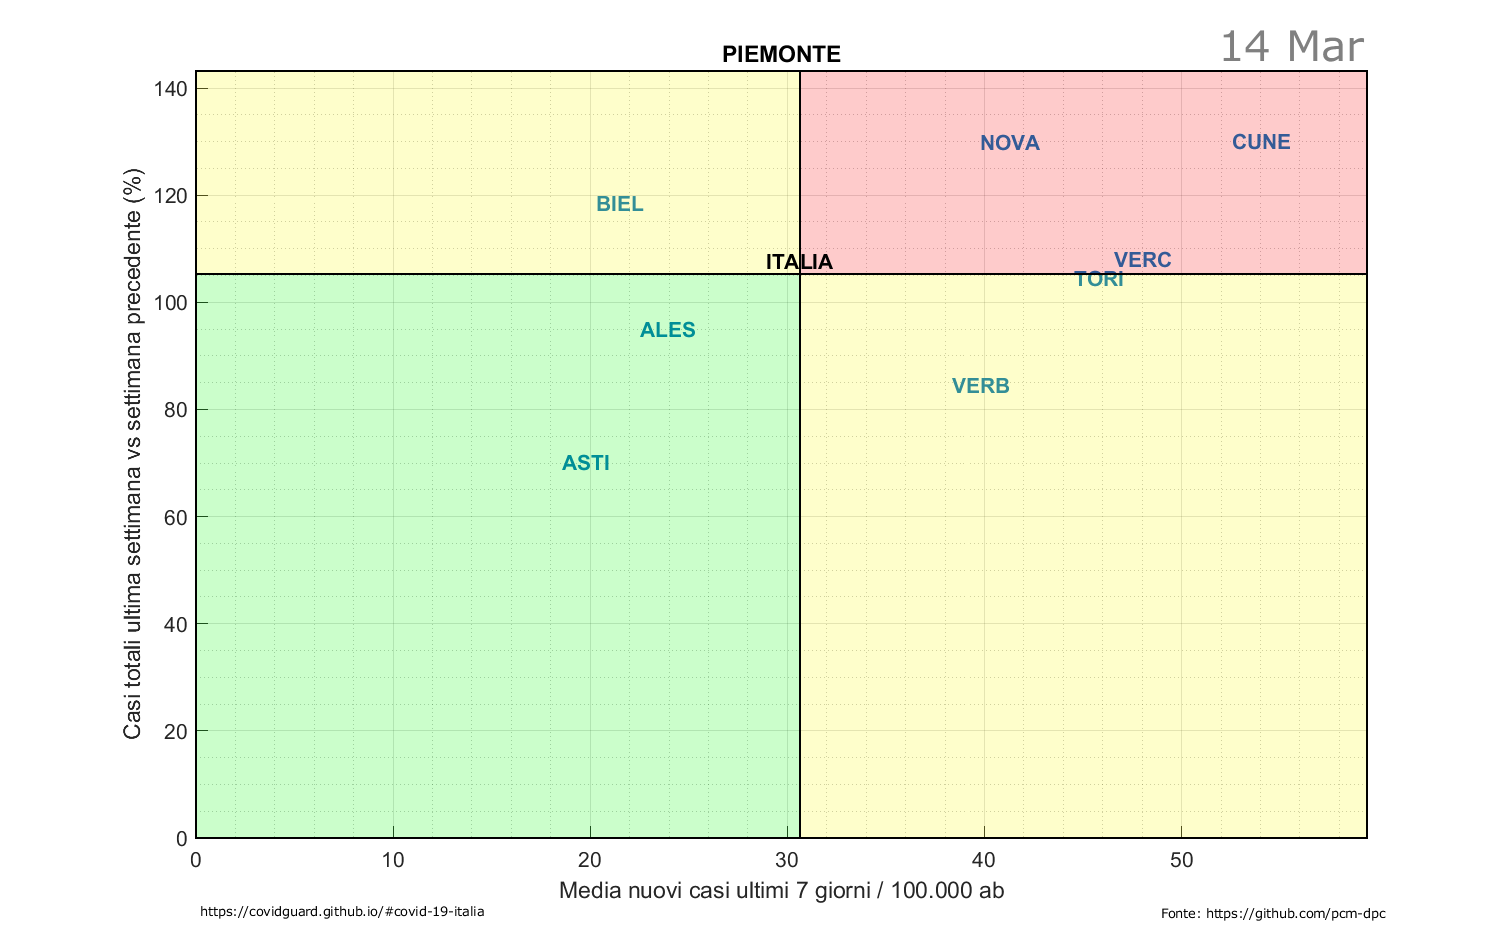 PIEMONTE
14 Mar
Casi totali ultima settimana vs settimana precedente (%)
140
120
100
80
60
40
20
0
NOVA
CUNE
BIEL
ITALIA
VERC
TORI
ALES
VERB
ASTI
0
10
20
30
40
50
Media nuovi casi ultimi 7 giorni / 100.000 ab
https://covidguard.github.io/#covid-19-italia
Fonte: https://github.com/pcm-dpc